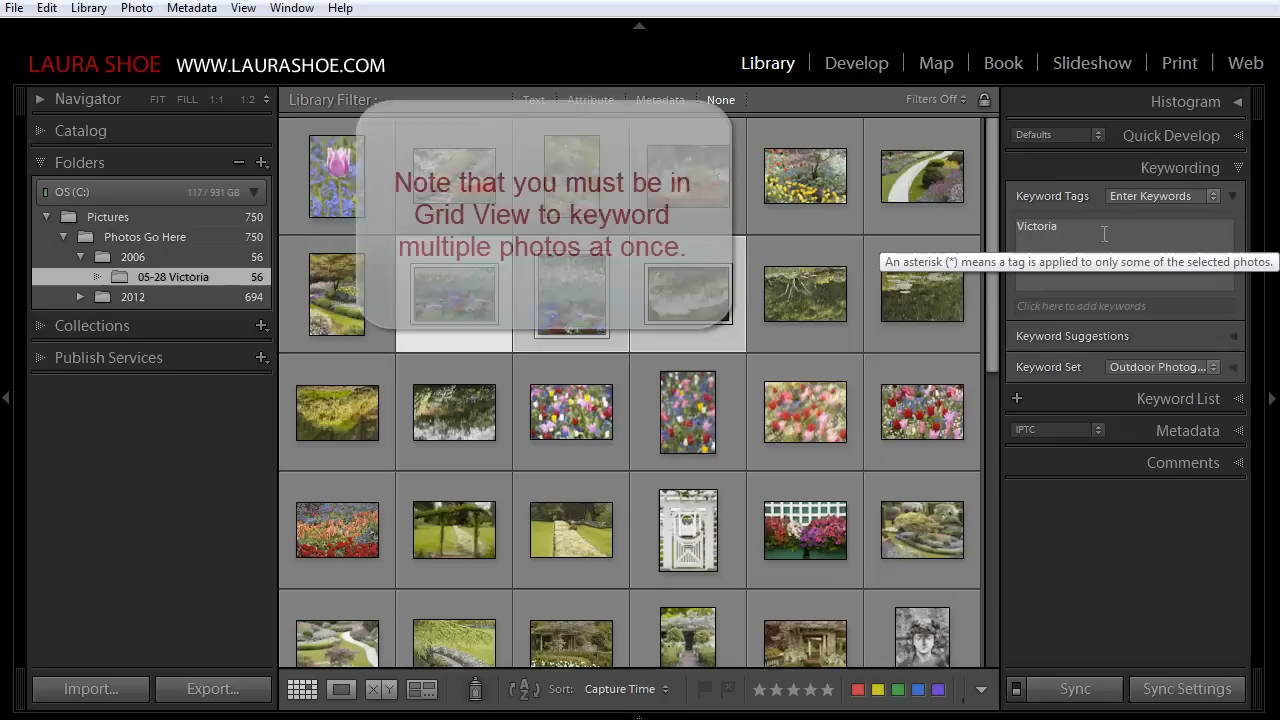 File Edit Library Photo Metadata View Window Help
LAURA SHOE WWW.LAURASHOE.COM
Library Develop Map Book Slideshow Print Web
Navigator FIT FILL 1:1 1:2
Catalog
Folders
OS (C:) 117 / 931 GB
Pictures 750
Photos Go Here 750
2006 56
05-28 Victoria 56
2012 694
Collections
Publish Services
Import... Export...
Library Filter: Text Attribute Metadata None Filters Off
Note that you must be in
Grid View to keyword
multiple photos at once.
XY
Sort: Capture Time
Histogram
Defaults Quick Develop
Keywording
Keyword Tags Enter Keywords
Victoria
An asterisk (*) means a tag is applied to only some of the selected photos.
Click here to add keywords
Keyword Suggestions
Keyword Set Outdoor Photog...
Keyword List
IPTC Metadata
Comments
Sync Sync Settings